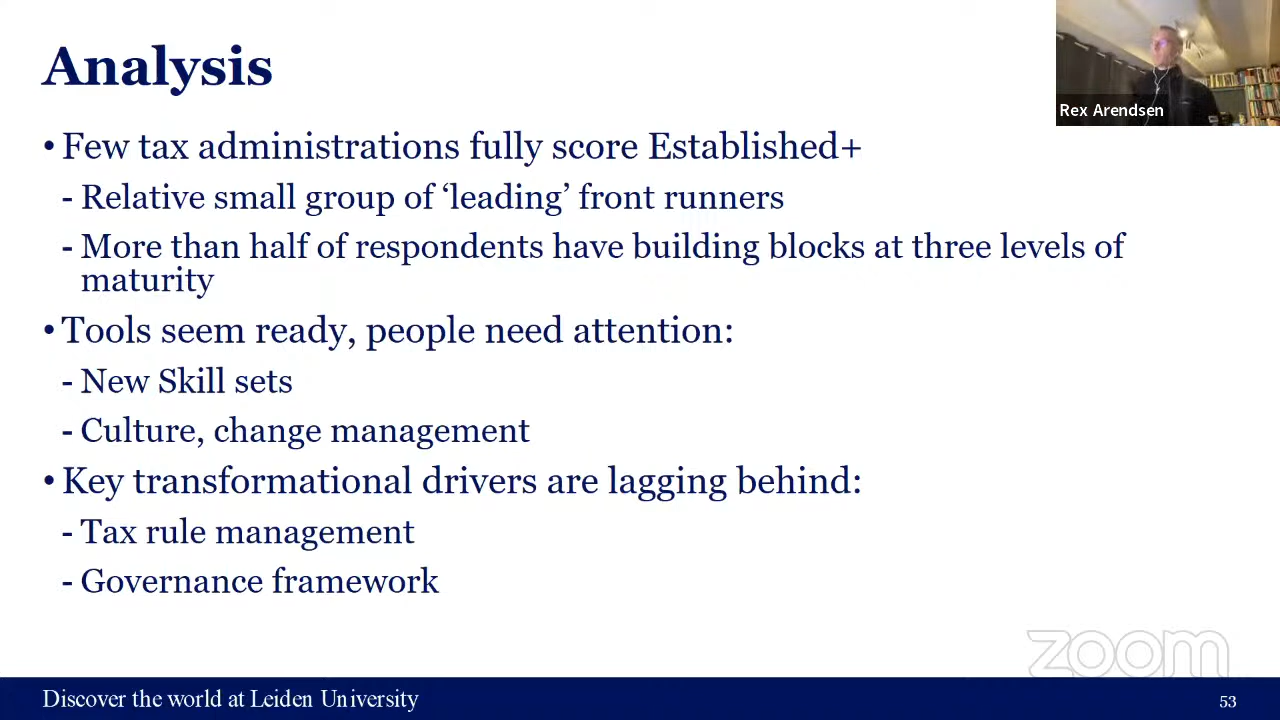 Analysis
Rex Arendsen
• Few tax administrations fully score Established+
- Relative small group of ‘leading’ front runners
- More than half of respondents have building blocks at three levels of
maturity
• Tools seem ready, people need attention:
- New Skill sets
- Culture, change management
• Key transformational drivers are lagging behind:
- Tax rule management
- Governance framework
zoom
Discover the world at Leiden University
53